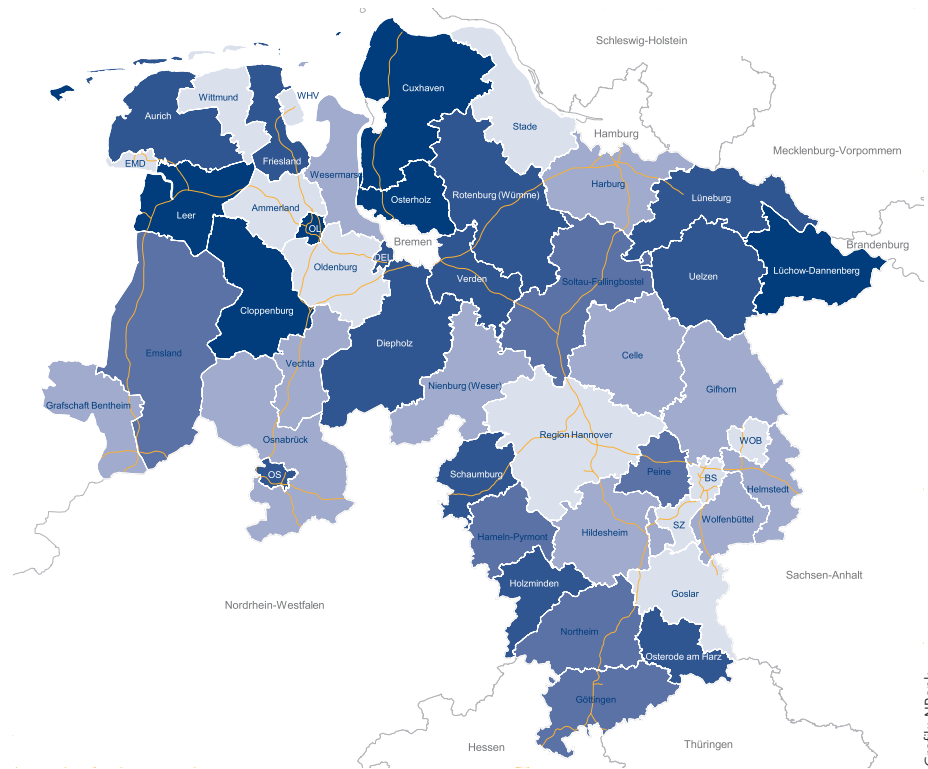 Schleswig-Holstein
Cuxhaven
WHV
Wittmund
Aurich
Stade
Hamburg
Mecklenburg-Vorpommern
EMD
Friesland
Wesermarsc
Harburg
Rotenburg (Wümme)
Osterholz
Lüneburg
Ammerland
Leer
OL
Bremen
Brandenburg
DEL
Oldenburg
Lüchow-Dannenberg
Uelzen
Verden
Soltau-Fallingbostel
Cloppenburg
Diepholz
Emsland
Celle
Vechta
Nienburg (Weser)
Gifhorn
Grafschaft Bentheim
Region Hannover
Osnabrück
WOB
Peine
OS
Schaumburg
BS
Helmstedt
Wolfenbüttel
SZ
Hildesheim
Hameln-Pyrmont
Sachsen-Anhalt
Holzminden
Goslar
Nordrhein-Westfalen
Northeim
Osterode am Harz
Göttingen
Hessen
Thüringen